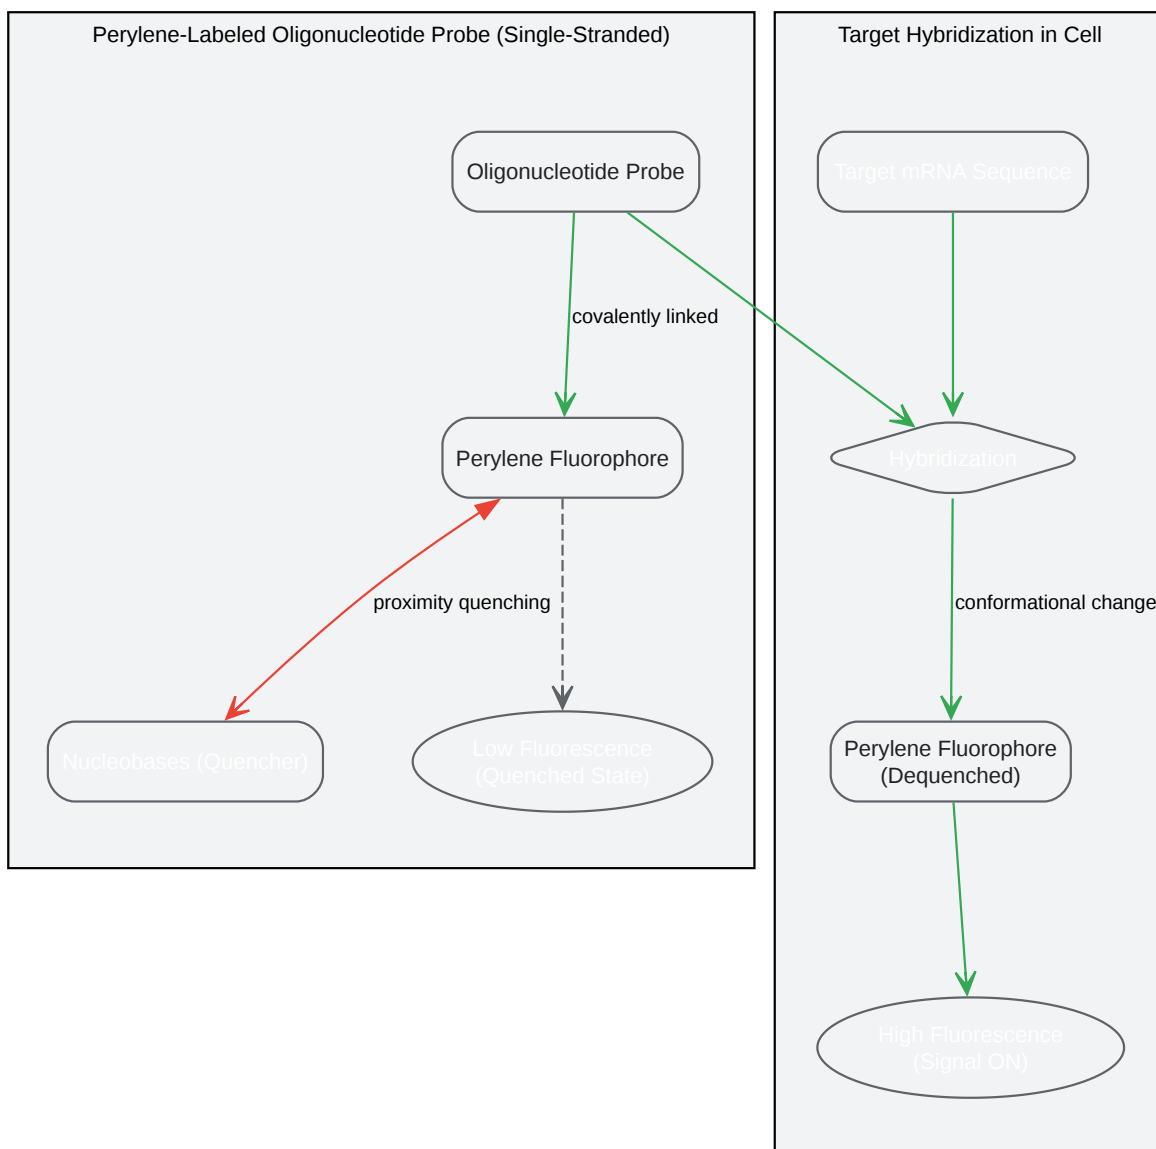 Perylene-Labeled Oligonucleotide Probe (Single-Stranded)
Oligonucleotide Probe
covalently linked
Perylene Fluorophore
proximity quenching
Nucleobases (Quencher)
Low Fluorescence
(Quenched State)
Target Hybridization in Cell
Target mRNA Sequence
Hybridization
conformational change
Perylene Fluorophore
(Dequenched)
High Fluorescence
(Signal ON)